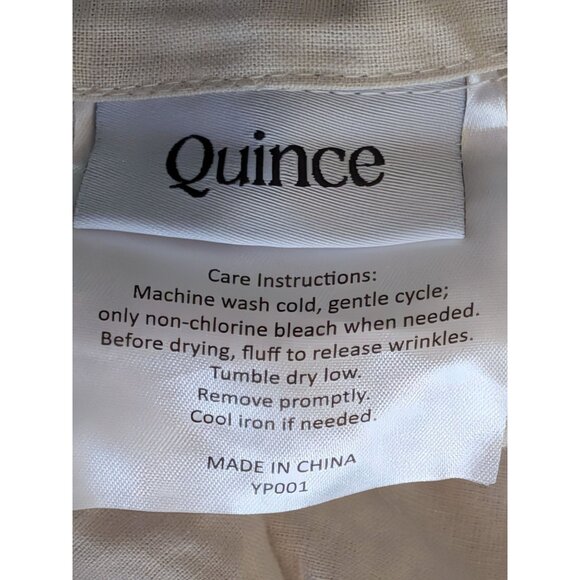 Quince
Care Instructions:
Machine wash cold, gentle cycle;
only non-chlorine bleach when needed.
Before drying, fluff to release wrinkles.
Tumble dry low.
Remove promptly.
Cool iron if needed.
MADE IN CHINA
YP001